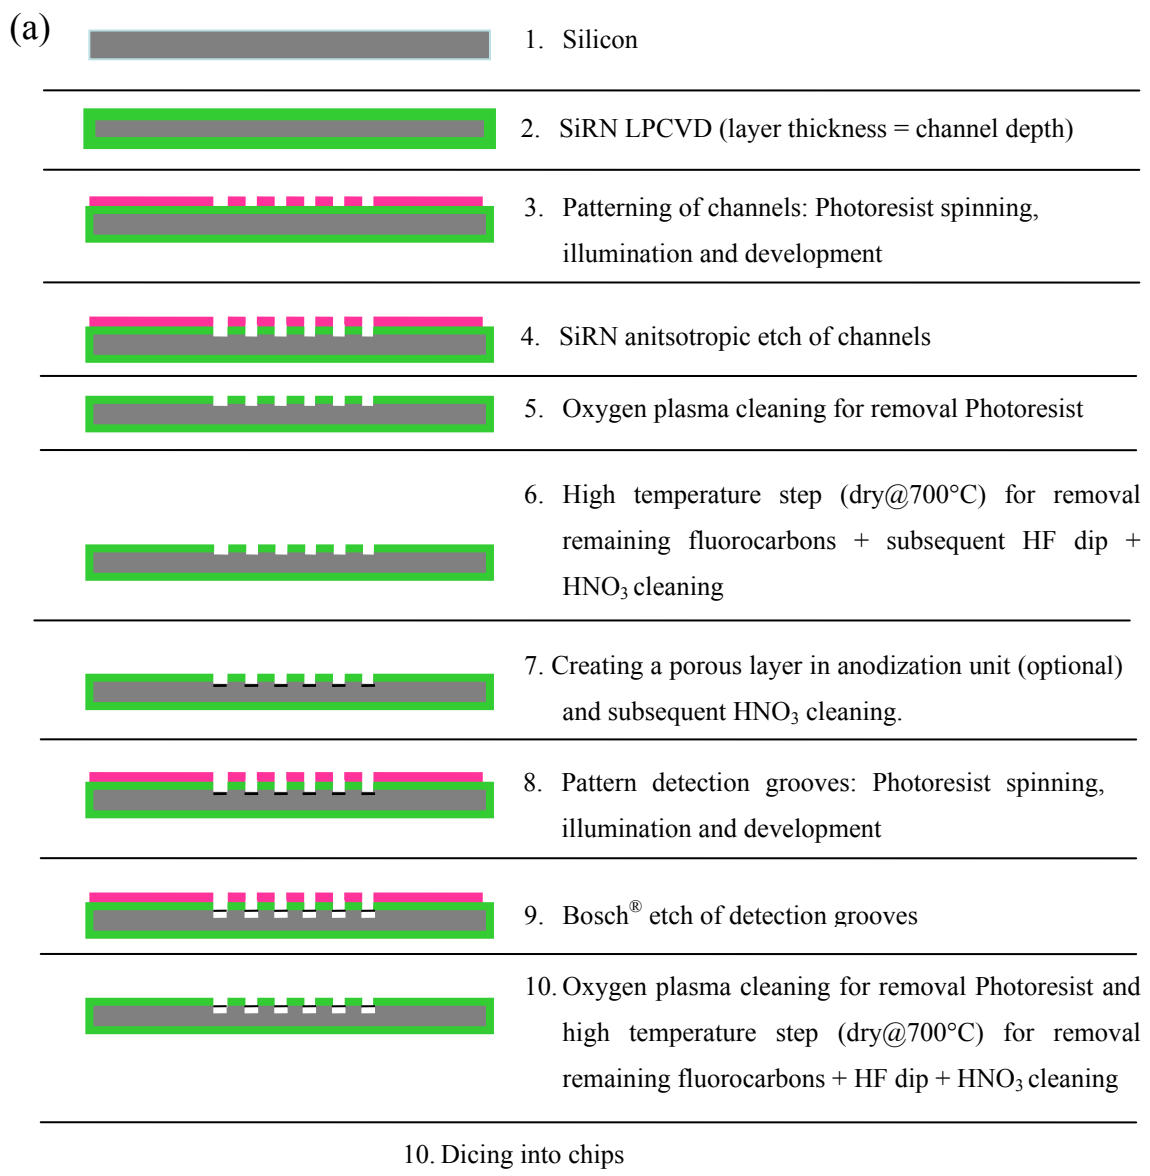 (a)
1. Silicon
2. SiRN LPCVD (layer thickness = channel depth)
3. Patterning of channels: Photoresist spinning,
illumination and development
4. SiRN anitsotropic etch of channels
5. Oxygen plasma cleaning for removal Photoresist
6. High temperature step (dry@700°C) for removal
remaining fluorocarbons + subsequent HF dip +
HNO₃ cleaning
7. Creating a porous layer in anodization unit (optional)
and subsequent HNO₃ cleaning.
8. Pattern detection grooves: Photoresist spinning,
illumination and development
9. Bosch® etch of detection grooves
10. Oxygen plasma cleaning for removal Photoresist and
high temperature step (dry@700°C) for removal
remaining fluorocarbons + HF dip + HNO₃ cleaning
10. Dicing into chips